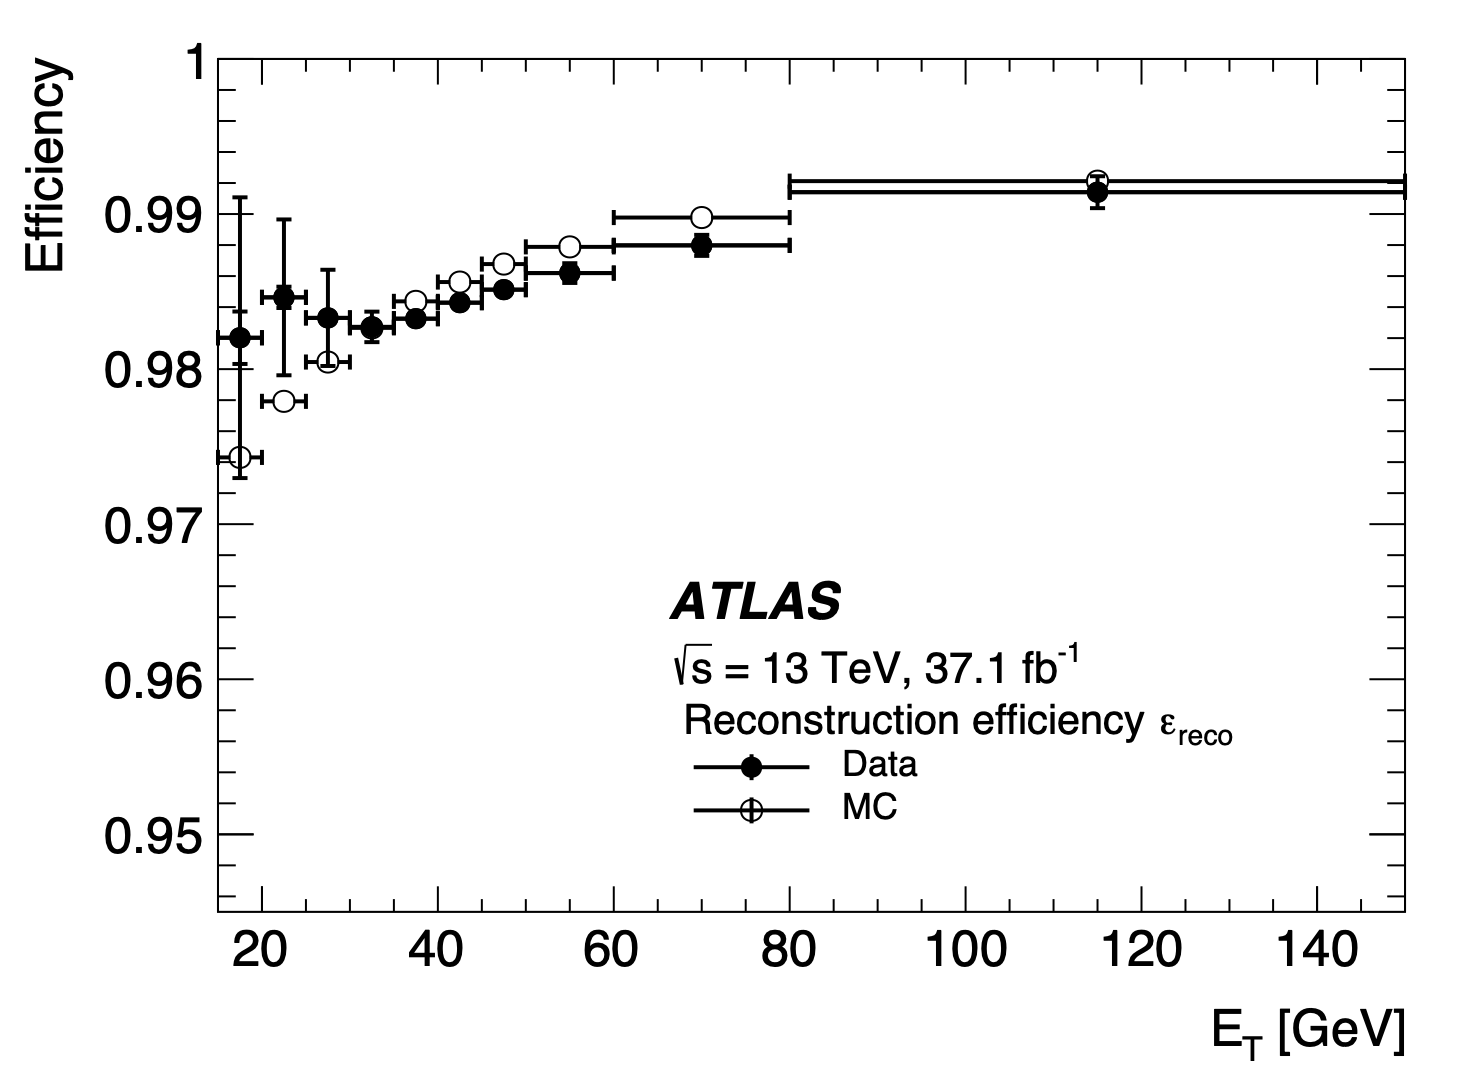 Efficiency
1
0.99
0.98
0.97
0.96
0.95
ATLAS
√s = 13 TeV, 37.1 fb⁻¹
Reconstruction efficiency ε_reco
Data
MC
20 40 60 80 100 120 140
E_T [GeV]